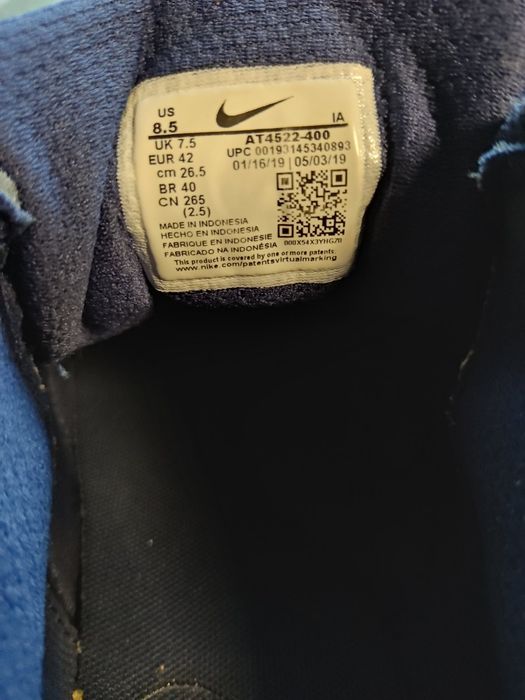 US
8.5
IA
UK 7.5
AT4522-400
EUR 42
UPC 00193145340893
cm 26.5
01/16/19 | 05/03/19
BR 40
CN 265
(2.5)
MADE IN INDONESIA
HECHO EN INDONESIA
FABRIQUE EN INDONESIE
FABRICADO NA INDONÉSIA
000X54X3YHG70
This product is covered by one or more patents.
www.nike.com/patentsvirtualmarking